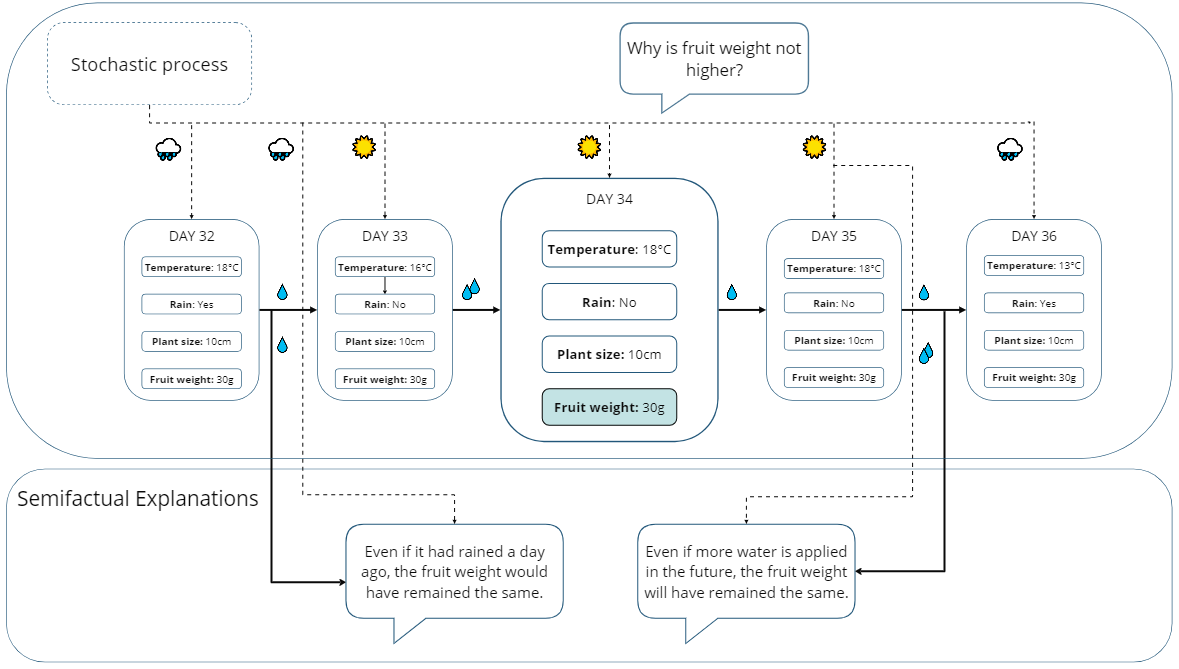 Stochastic process
Why is fruit weight not
higher?
DAY 32
Temperature: 18°C
Rain: Yes
Plant size: 10cm
Fruit weight: 30g
DAY 33
Temperature: 16°C
Rain: No
Plant size: 10cm
Fruit weight: 30g
DAY 34
Temperature: 18°C
Rain: No
Plant size: 10cm
Fruit weight: 30g
DAY 35
Temperature: 18°C
Rain: No
Plant size: 10cm
Fruit weight: 30g
DAY 36
Temperature: 13°C
Rain: Yes
Plant size: 10cm
Fruit weight: 30g
Semifactual Explanations
Even if it had rained a day
ago, the fruit weight would
have remained the same.
Even if more water is applied
in the future, the fruit weight
will have remained the same.